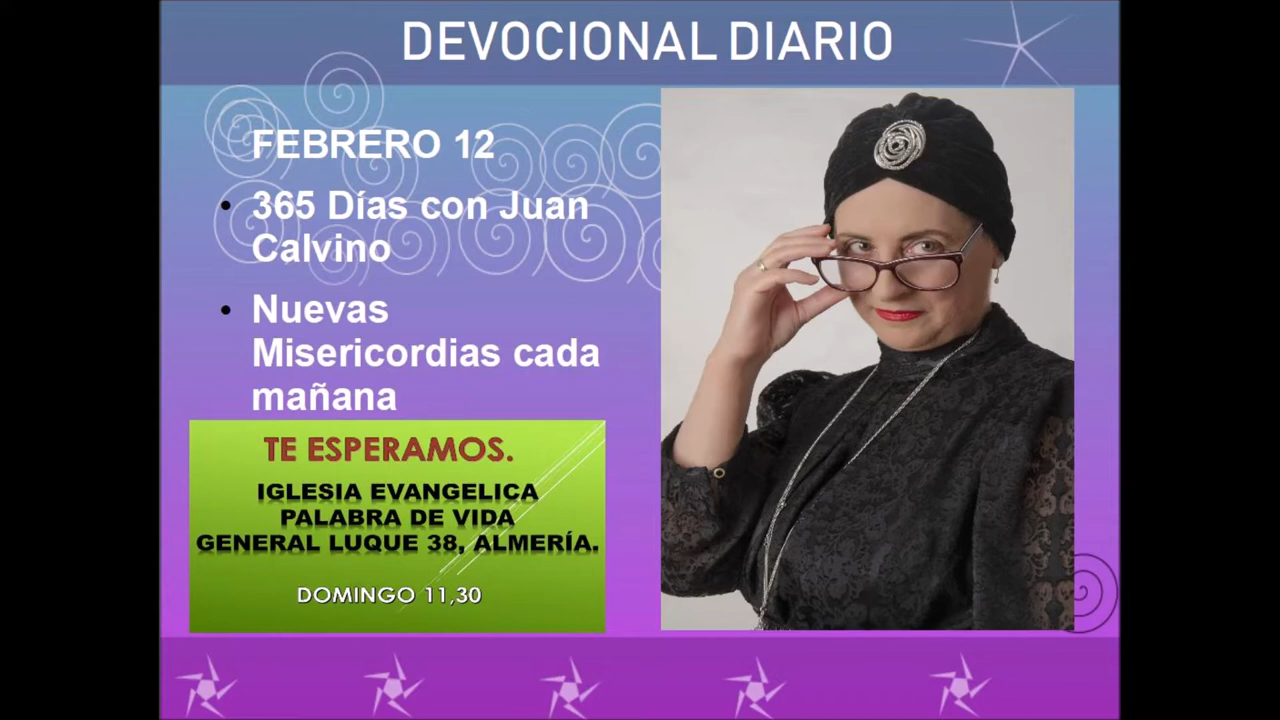 DEVOCIONAL DIARIO
FEBRERO 12
• 365 Días con Juan
Calvino
• Nuevas
Misericordias cada
mañana
TE ESPERAMOS.
IGLESIA EVANGELICA
PALABRA DE VIDA
GENERAL LUQUE 38, ALMERÍA.
DOMINGO 11,30